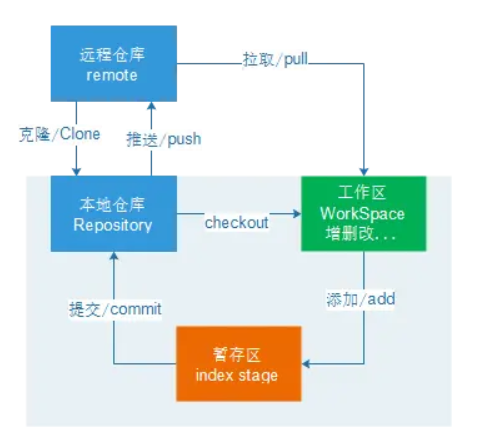 远程仓库
remote
拉取/pull
克隆/Clone
推送/push
本地仓库
Repository
checkout
工作区
WorkSpace
增删改...
提交/commit
添加/add
暂存区
index stage